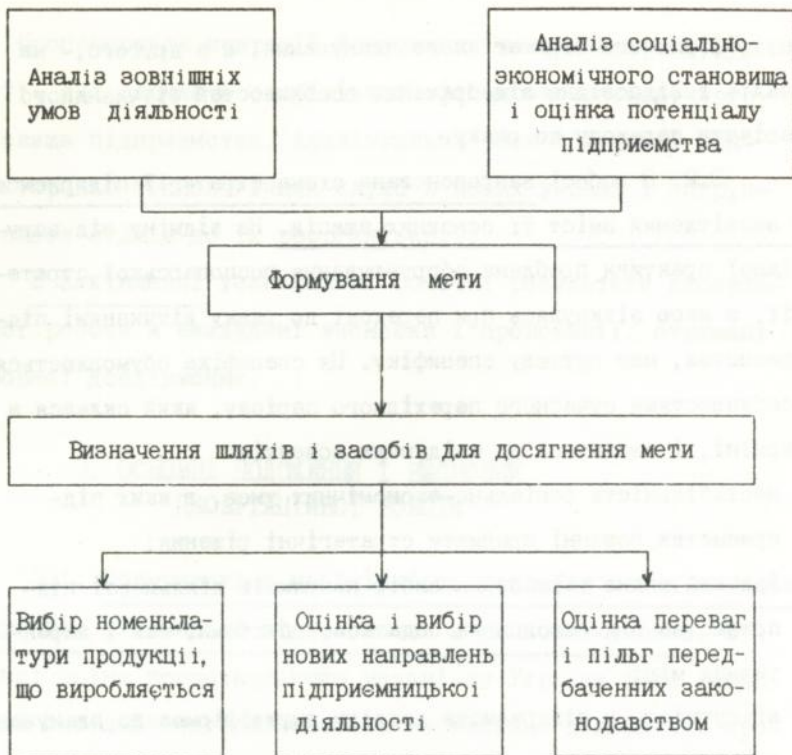 Аналіз зовнішніх
умов діяльності
Аналіз соціально-
економічного становища
і оцінка потенціалу
підприємства
Формування мети
Визначення шляхів і засобів для досягнення мети
Вибір номенкла-
тури продукції,
що виробляється
Оцінка і вибір
нових направлень
підприємницької
діяльності
Оцінка переваг
і пільг перед-
баченних зако-
нодавством